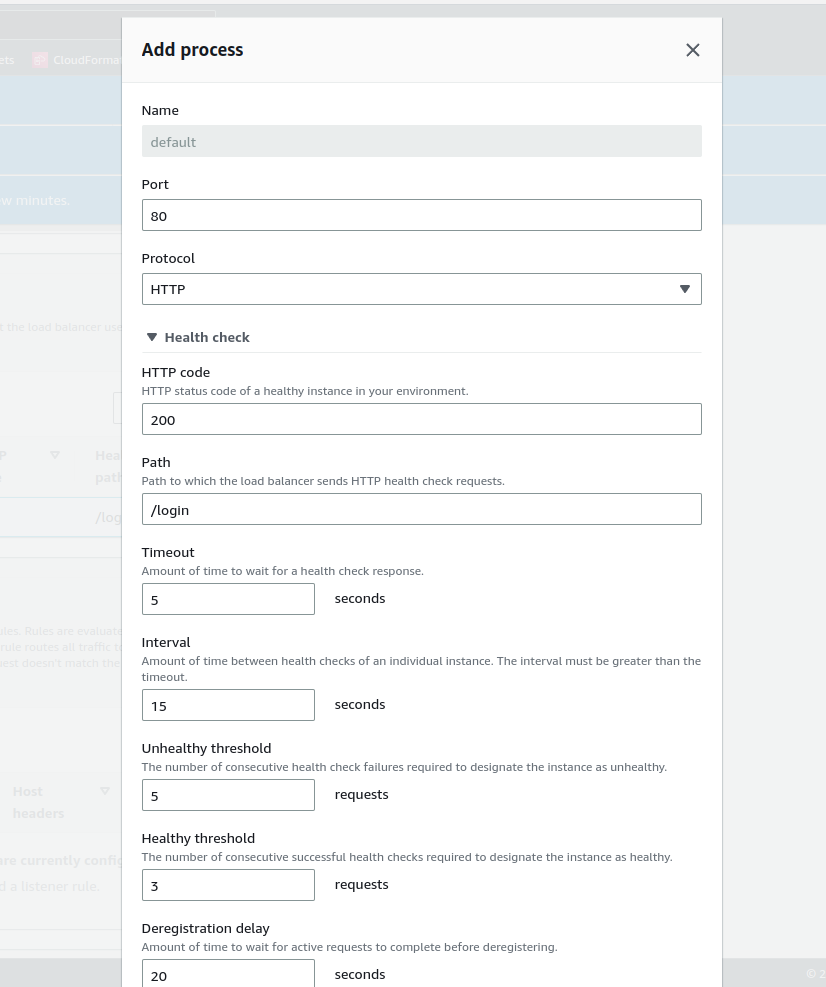 Add process
ets CloudForma
Name
default
Port
80
ew minutes.
Protocol
HTTP
t the load balancer use
Health check
HTTP code
HTTP status code of a healthy instance in your environment.
200
Path
Path to which the load balancer sends HTTP health check requests.
P Hea
path
/login
/log
Timeout
Amount of time to wait for a health check response.
5 seconds
ules. Rules are evaluate
rule routes all traffic t
uest doesn't match the
Interval
Amount of time between health checks of an individual instance. The interval must be greater than the
timeout.
15 seconds
Unhealthy threshold
The number of consecutive health check failures required to designate the instance as unhealthy.
5 requests
Host
headers
Healthy threshold
The number of consecutive successful health checks required to designate the instance as healthy.
3 requests
are currently config
d a listener rule.
Deregistration delay
Amount of time to wait for active requests to complete before deregistering.
20 seconds
© 2